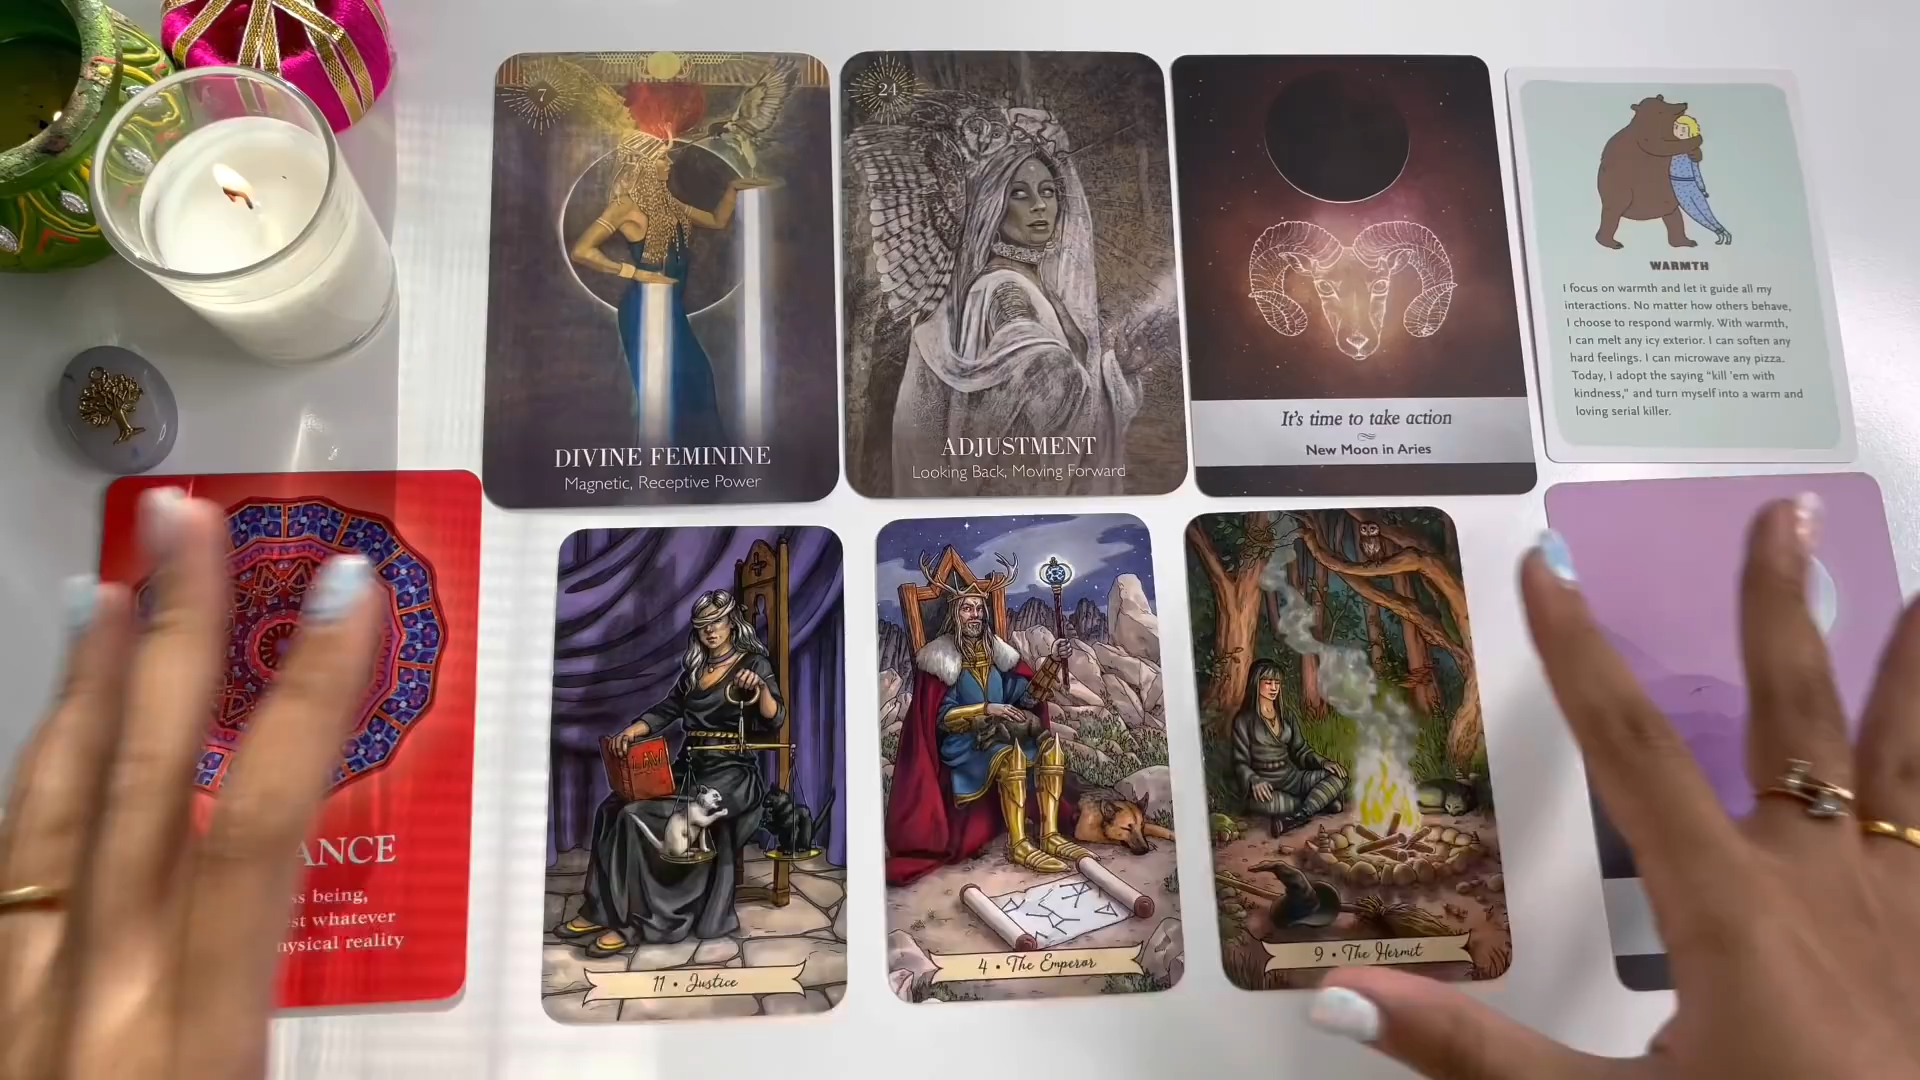 7
DIVINE FEMININE
Magnetic, Receptive Power
24
ADJUSTMENT
Looking Back, Moving Forward
It's time to take action
New Moon in Aries
WARMTH
I focus on warmth and let it guide all my
interactions. No matter how others behave,
I choose to respond warmly. With warmth,
I can melt any icy exterior. I can soften any
hard feelings. I can microwave any pizza.
Today, I adopt the saying "kill 'em with
kindness," and turn myself into a warm and
loving serial killer.
ANCE
ss being,
st whatever
hysical reality
LAW
11 • Justice
4 • The Emperor
9 • The Hermit